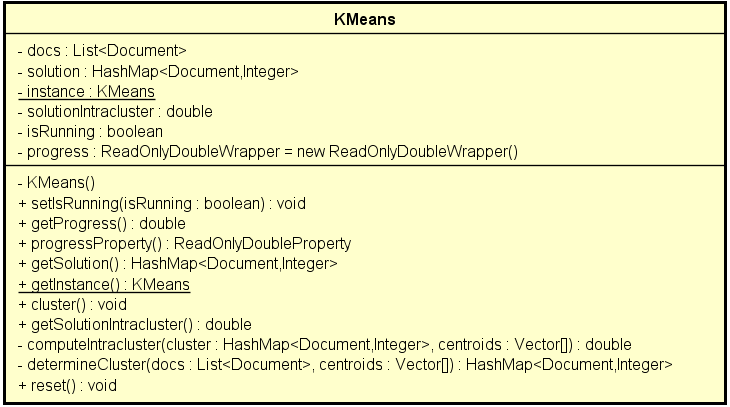 KMeans
- docs : List<Document>
- solution : HashMap<Document,Integer>
- instance : KMeans
- solutionIntracluster : double
- isRunning : boolean
- progress : ReadOnlyDoubleWrapper = new ReadOnlyDoubleWrapper()
- KMeans()
+ setIsRunning(isRunning : boolean) : void
+ getProgress() : double
+ progressProperty() : ReadOnlyDoubleProperty
+ getSolution() : HashMap<Document,Integer>
+ getInstance() : KMeans
+ cluster() : void
+ getSolutionIntracluster() : double
- computeIntracluster(cluster : HashMap<Document,Integer>, centroids : Vector[]) : double
- determineCluster(docs : List<Document>, centroids : Vector[]) : HashMap<Document,Integer>
+ reset() : void